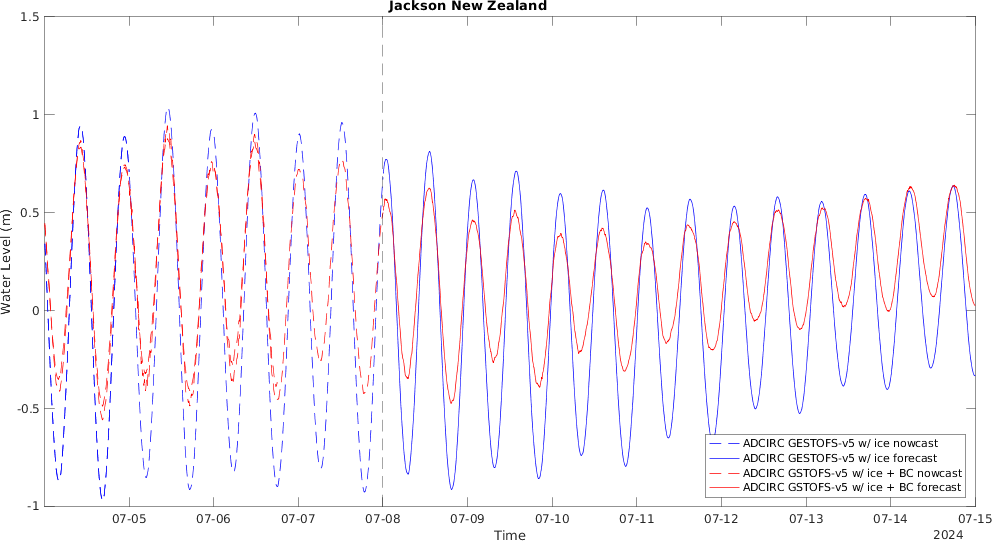 Jackson New Zealand
Water Level (m)
1.5
1
0.5
0
-0.5
-1
ADCIRC GESTOFS-v5 w/ ice nowcast
ADCIRC GESTOFS-v5 w/ ice forecast
ADCIRC GSTOFS-v5 w/ ice + BC nowcast
ADCIRC GSTOFS-v5 w/ ice + BC forecast
07-05 07-06 07-07 07-08 07-09 07-10 07-11 07-12 07-13 07-14 07-15
Time
2024